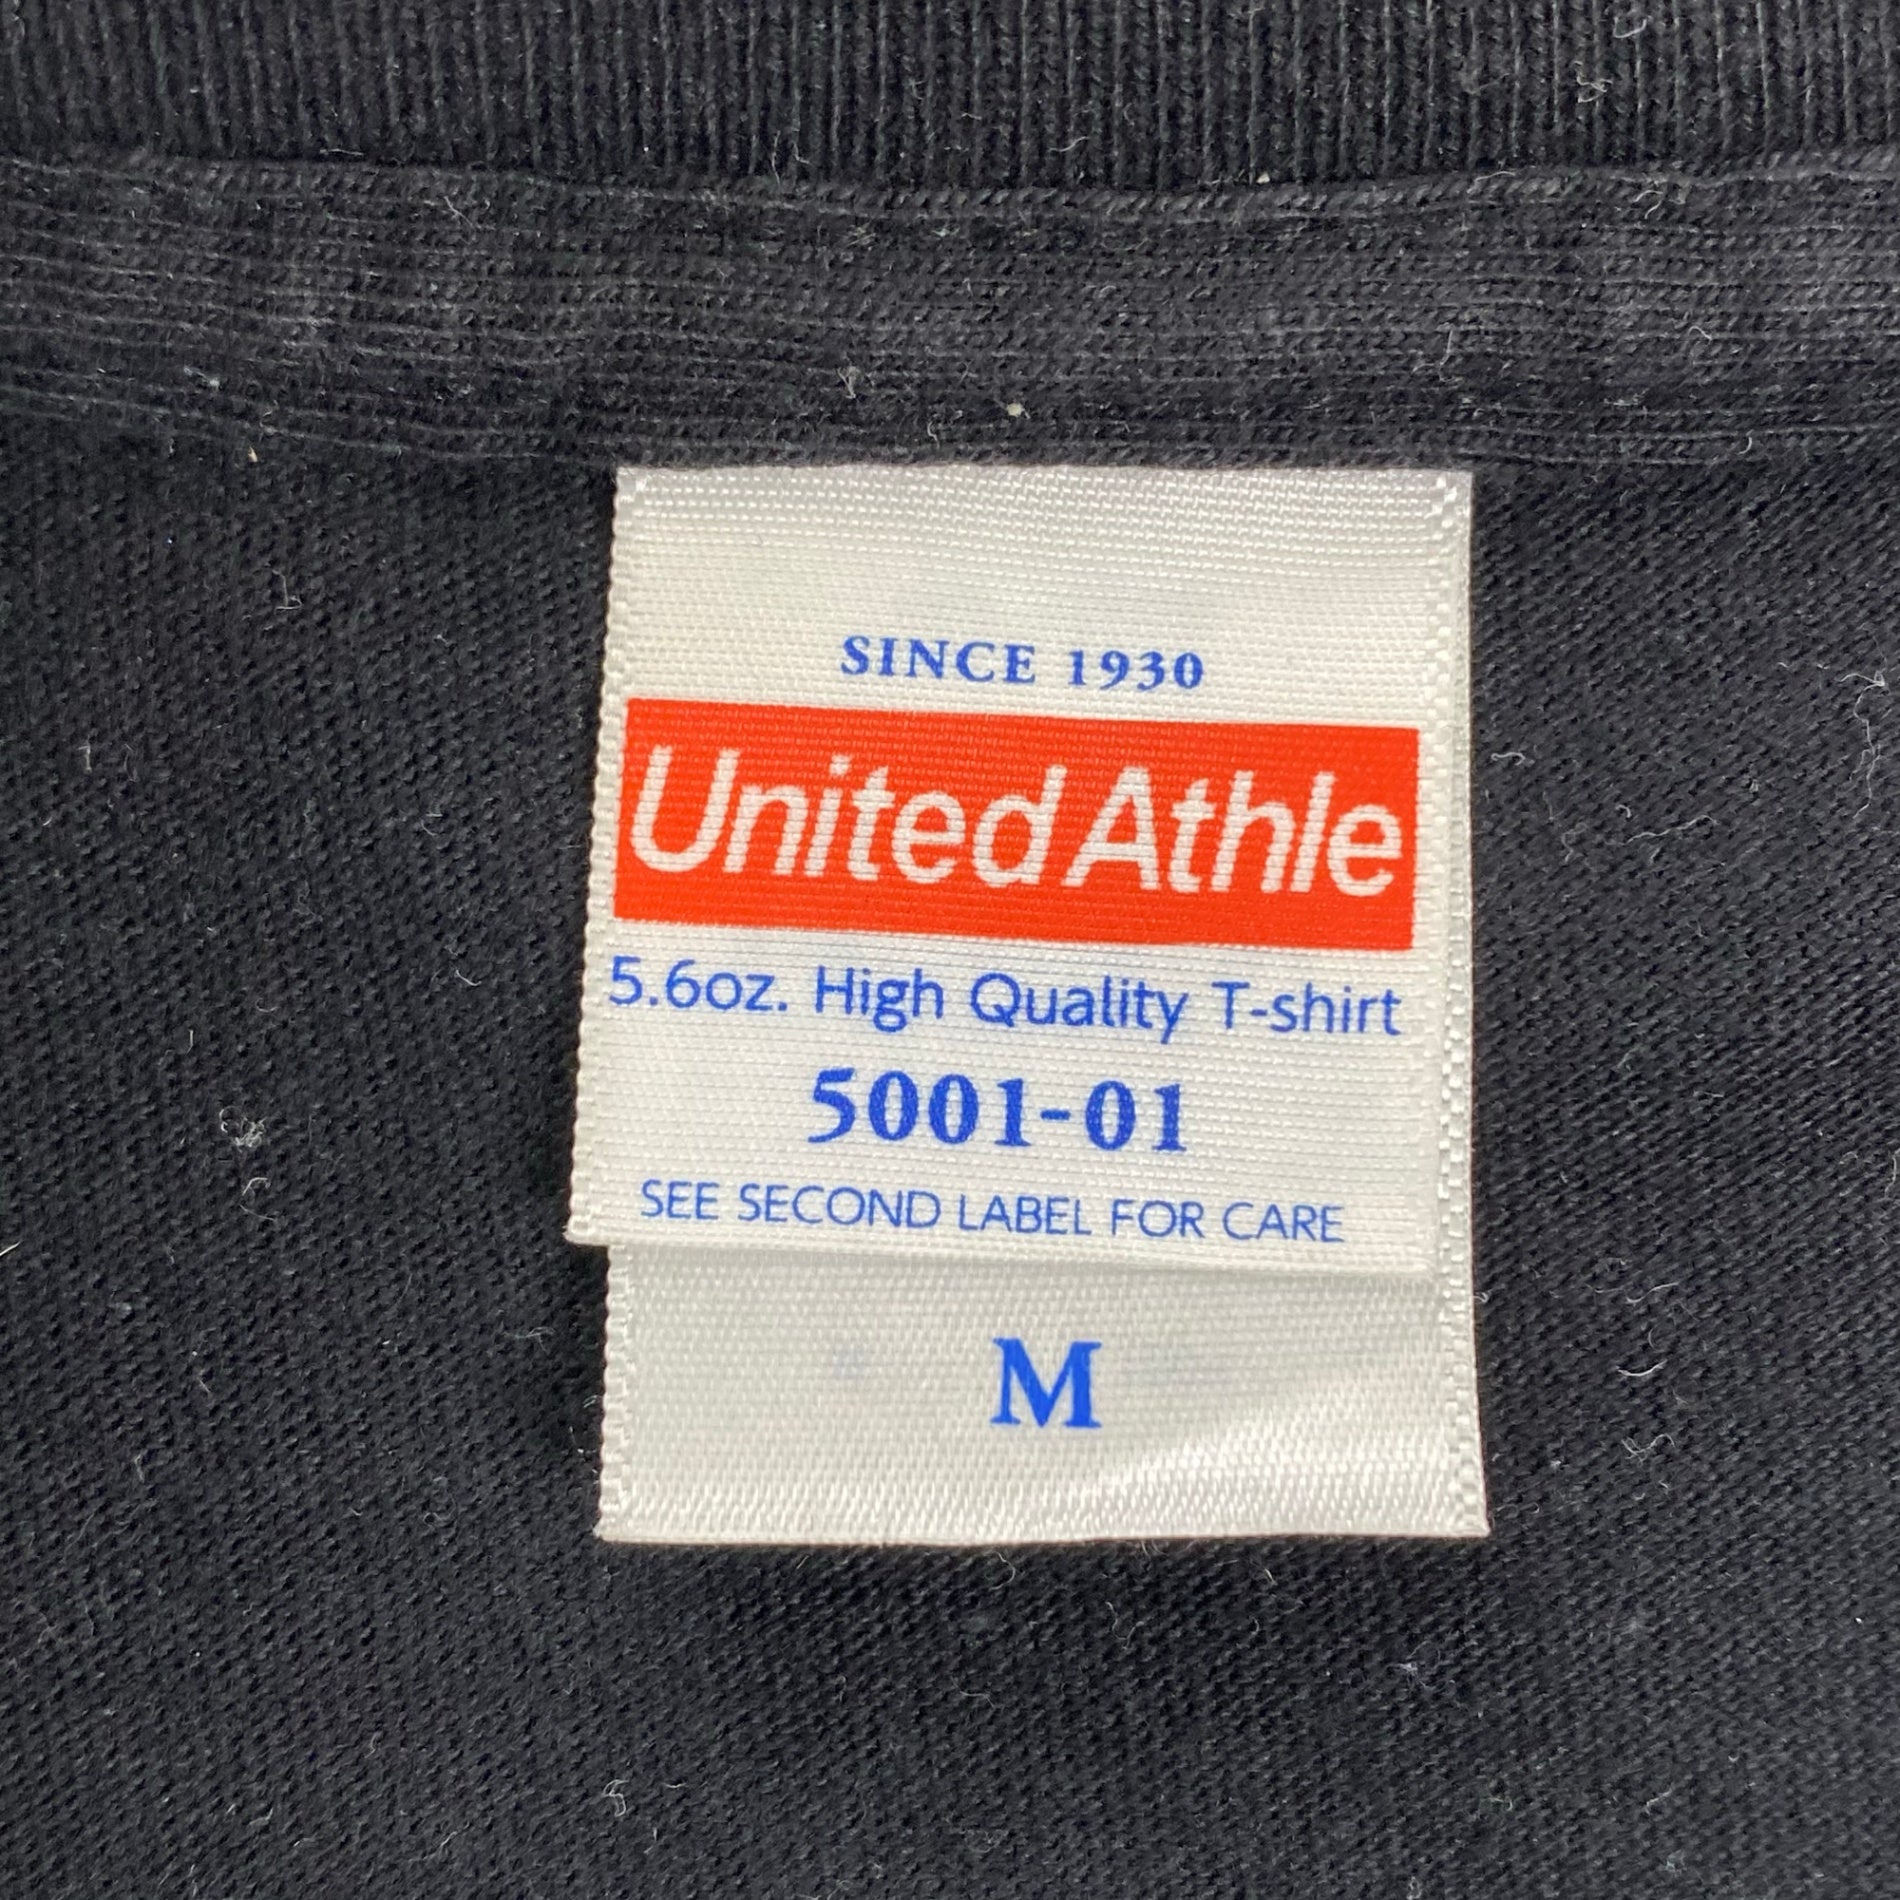 SINCE 1930
United Athle
5.6oz. High Quality T-shirt
5001-01
SEE SECOND LABEL FOR CARE
M